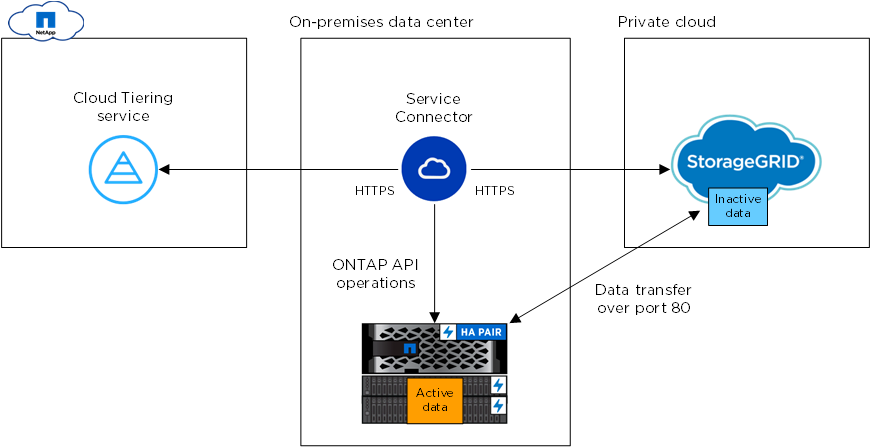 NetApp
On-premises data center
Private cloud
Cloud Tiering
service
Service
Connector
StorageGRID®
HTTPS
HTTPS
Inactive
data
ONTAP API
operations
Data transfer
over port 80
HA PAIR
Active
data